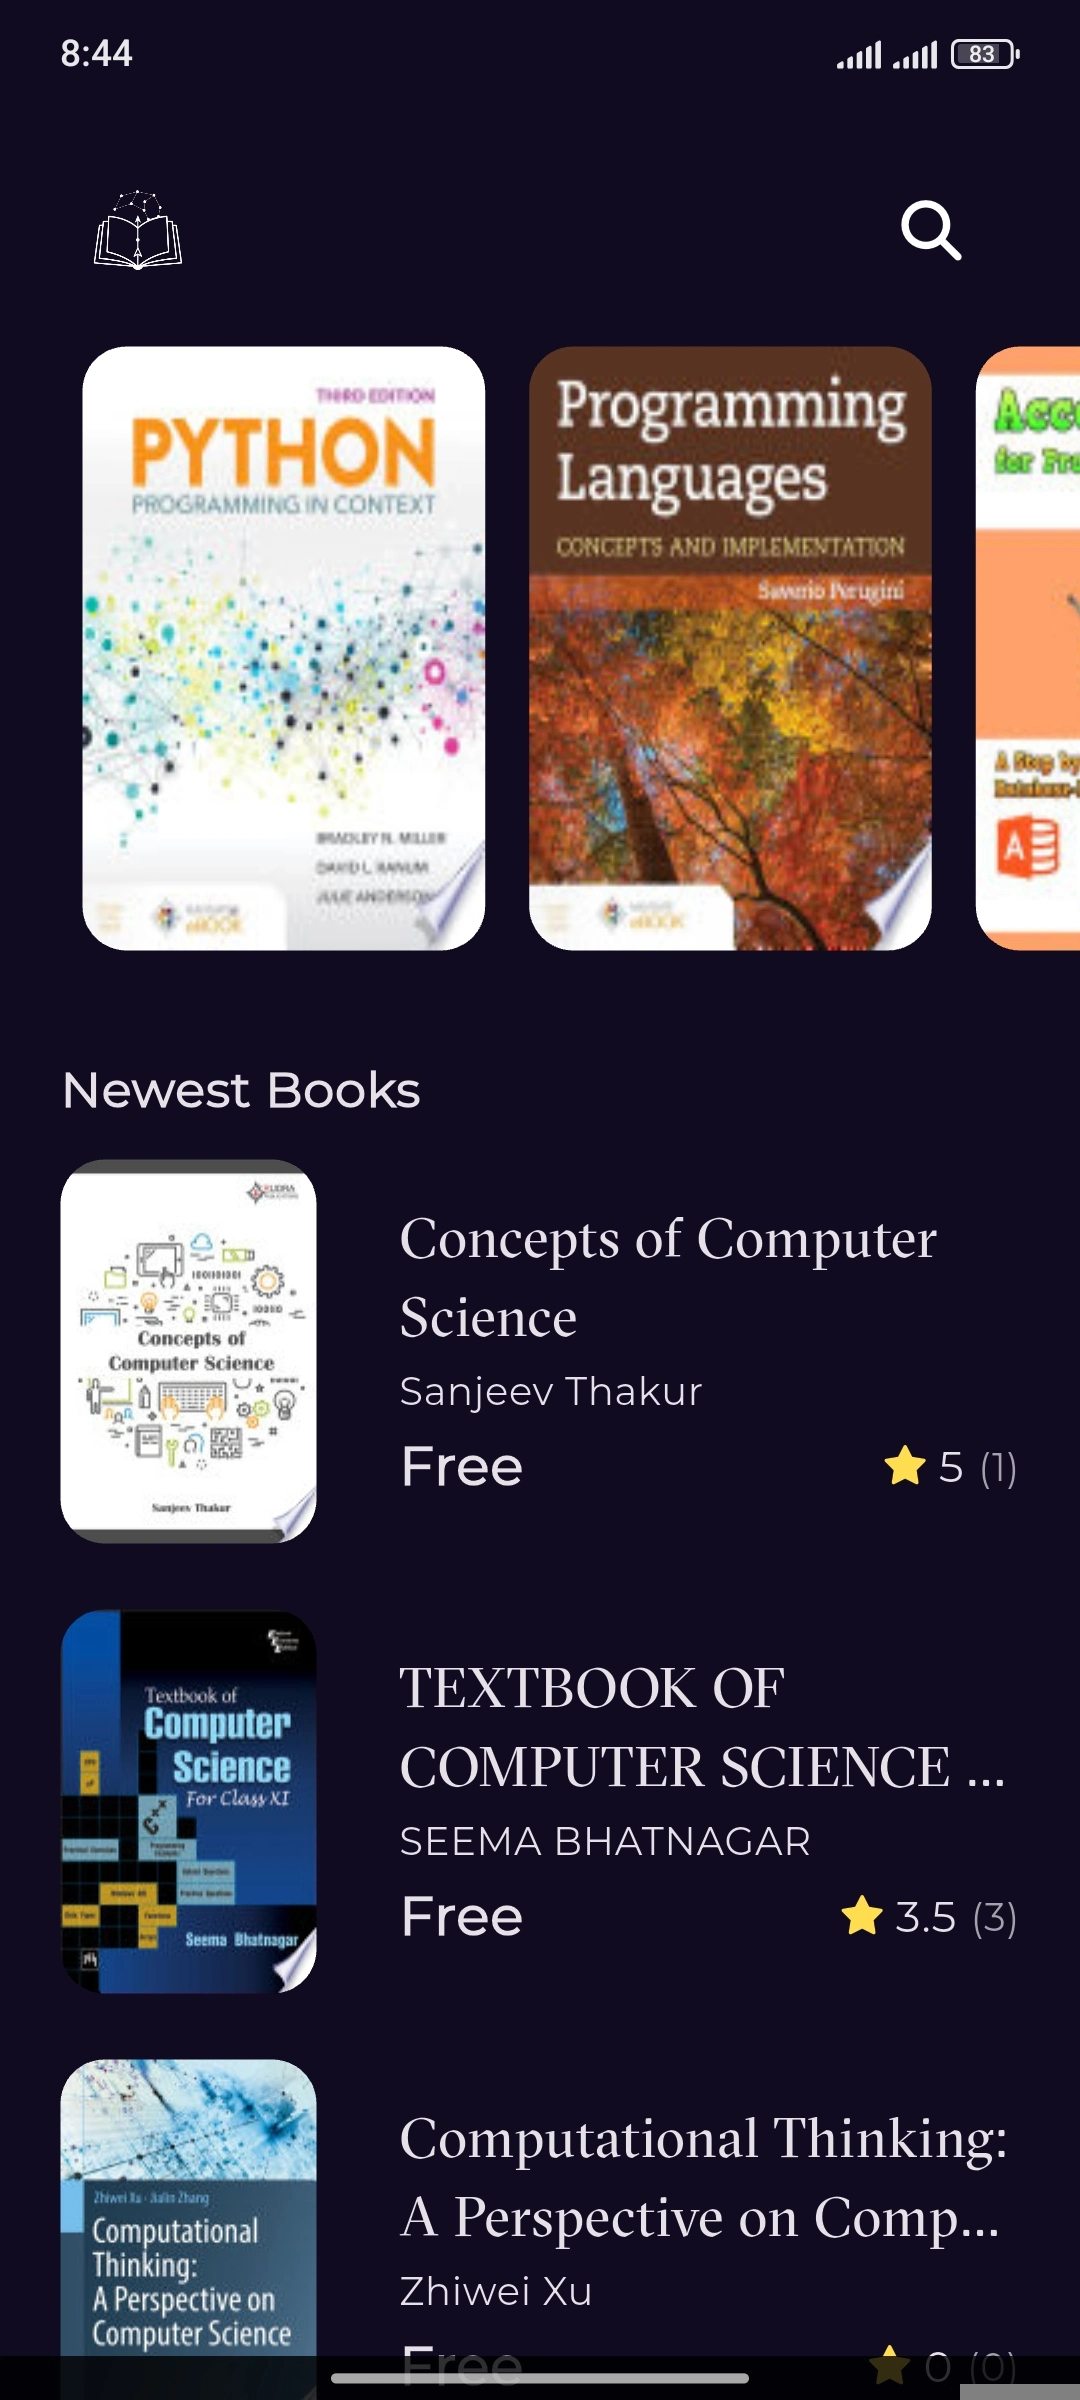 8:44
83
THIRD EDITION
PYTHON
PROGRAMMING IN CONTEXT
BRADLEY N. MILLER
DAVID L. RANUM
JULIE ANDERSON
eBOOK
Programming
Languages
CONCEPTS AND IMPLEMENTATION
Saverio Perugini
eBOOK
Acc
for Pr
A Step by
A
Newest Books
Concepts of
Computer Science
Sanjeev Thakur
Concepts of Computer
Science
Sanjeev Thakur
Free
5 (1)
Textbook of
Computer
Science
For Class XI
C++
Seema Bhatnagar
TEXTBOOK OF
COMPUTER SCIENCE ...
SEEMA BHATNAGAR
Free
3.5 (3)
Zhiwei Xu · Jialin Zhang
Computational
Thinking:
A Perspective on
Computer Science
Computational Thinking:
A Perspective on Comp...
Zhiwei Xu
Free
0 (0)